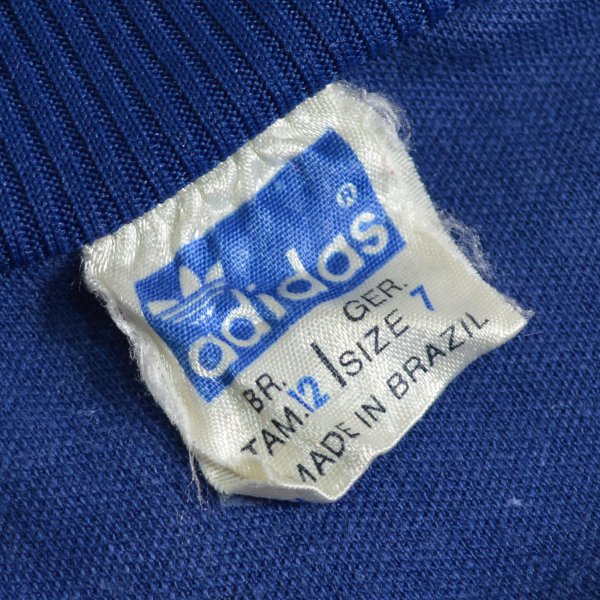 adidas ®
BR. | GER.
TAM. 12 | SIZE 7
MADE IN BRAZIL